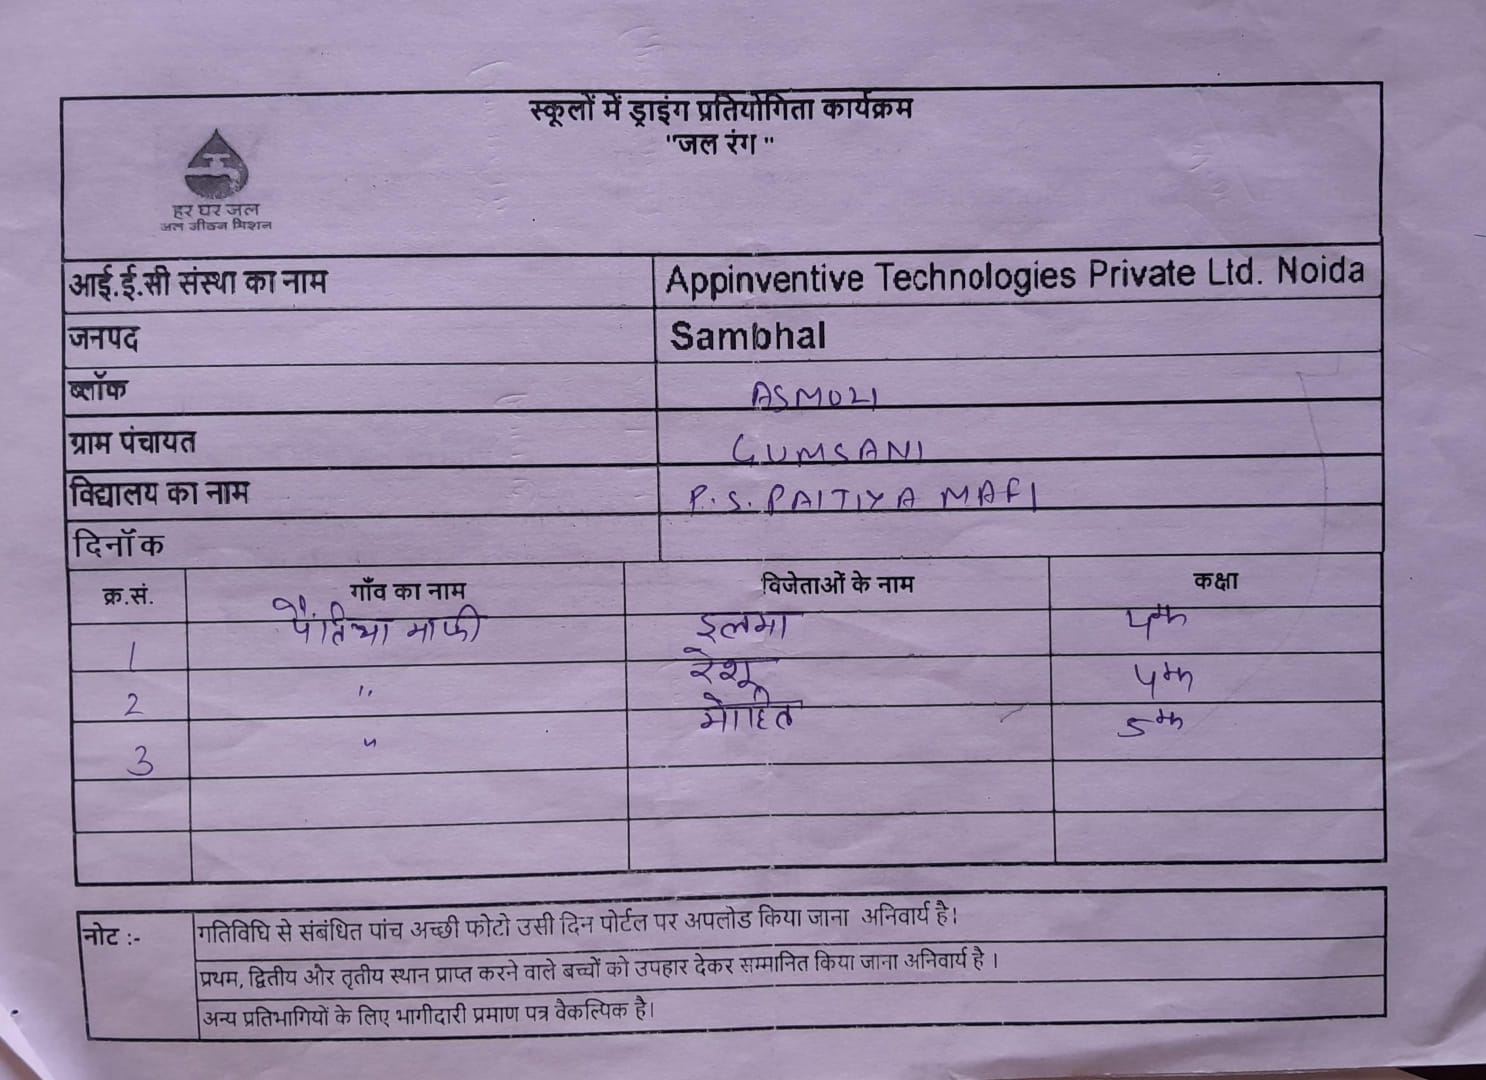 स्कूलों में ड्राइंग प्रतियोगिता कार्यक्रम
"जल रंग "
हर घर जल
जल जीवन मिशन
आई.ई.सी संस्था का नाम Appinventive Technologies Private Ltd. Noida
जनपद Sambhal
ब्लॉक ASMOLI
ग्राम पंचायत GUMSANI
विद्यालय का नाम P.S. PAITIYA MAFI
दिनॉक
क्र.सं. गाँव का नाम विजेताओं के नाम कक्षा
1 पैंतिया माफी इलमा
2 " रेशू
3 " मोहित
नोट :- गतिविधि से संबंधित पांच अच्छी फोटो उसी दिन पोर्टल पर अपलोड किया जाना अनिवार्य है।
प्रथम, द्वितीय और तृतीय स्थान प्राप्त करने वाले बच्चों को उपहार देकर सम्मानित किया जाना अनिवार्य है ।
अन्य प्रतिभागियों के लिए भागीदारी प्रमाण पत्र वैकल्पिक है।